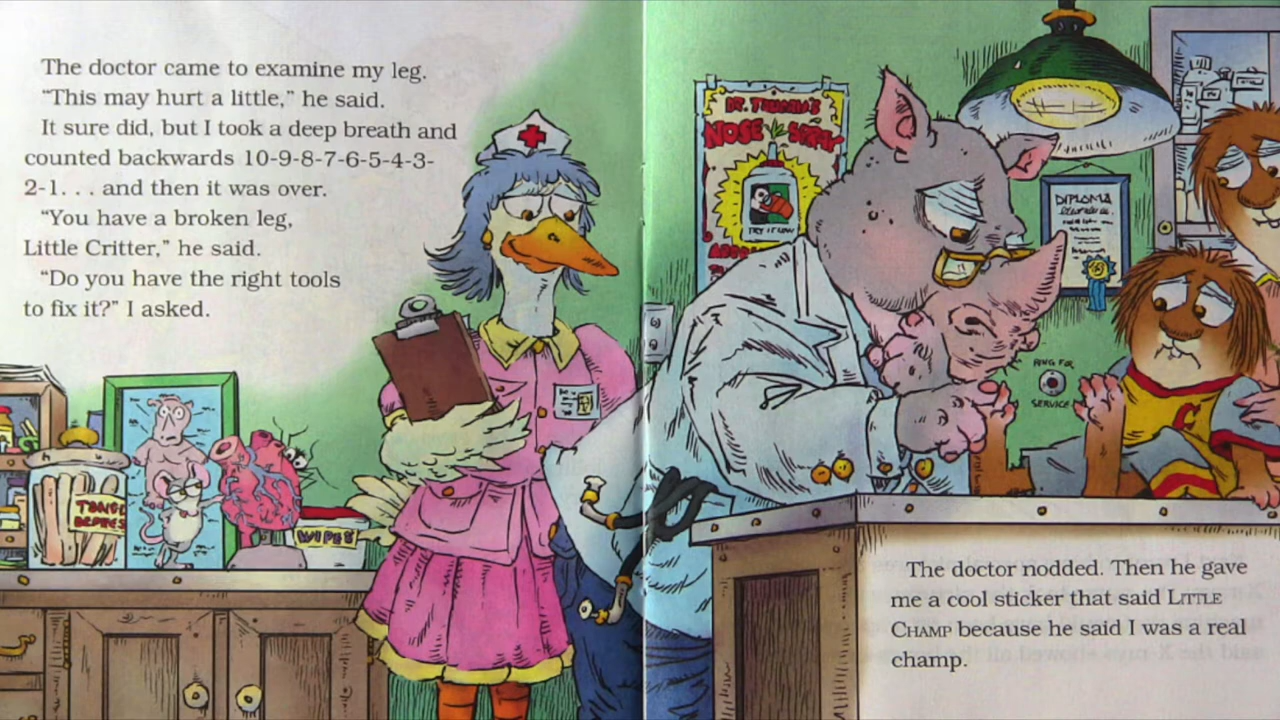 The doctor came to examine my leg.
"This may hurt a little," he said.
It sure did, but I took a deep breath and
counted backwards 10-9-8-7-6-5-4-3-
2-1. . . and then it was over.
"You have a broken leg,
Little Critter," he said.
"Do you have the right tools
to fix it?" I asked.
WIPES
NOSE SPRAY
TRY IT NOW
DIPLOMA
RING FOR
SERVICE
The doctor nodded. Then he gave
me a cool sticker that said LITTLE
CHAMP because he said I was a real
champ.